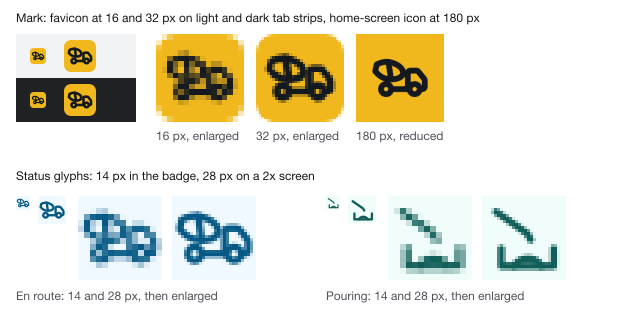 Mark: favicon at 16 and 32 px on light and dark tab strips, home-screen icon at 180 px
16 px, enlarged
32 px, enlarged
180 px, reduced
Status glyphs: 14 px in the badge, 28 px on a 2x screen
En route: 14 and 28 px, then enlarged
Pouring: 14 and 28 px, then enlarged